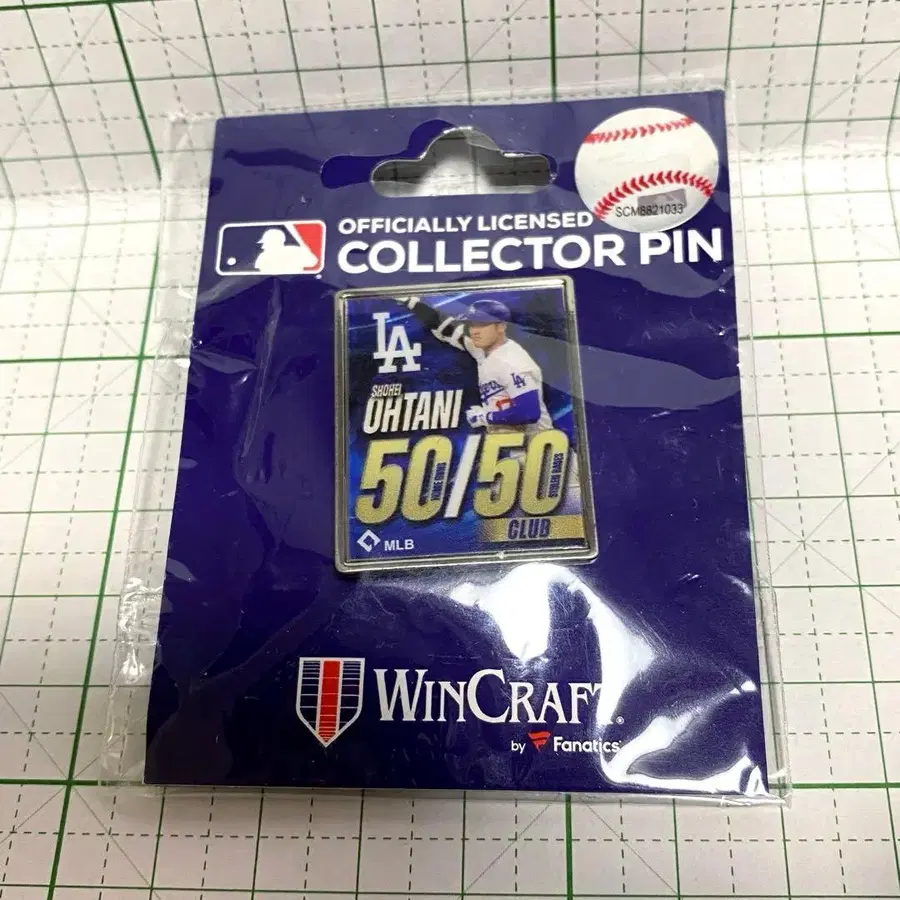 SCM8821033
OFFICIALLY LICENSED
COLLECTOR PIN
LA
SHOHEI
OHTANI
LA
50/50
HOME RUNS
STOLEN BASES
CLUB
MLB
WINCRAFT®
by Fanatics